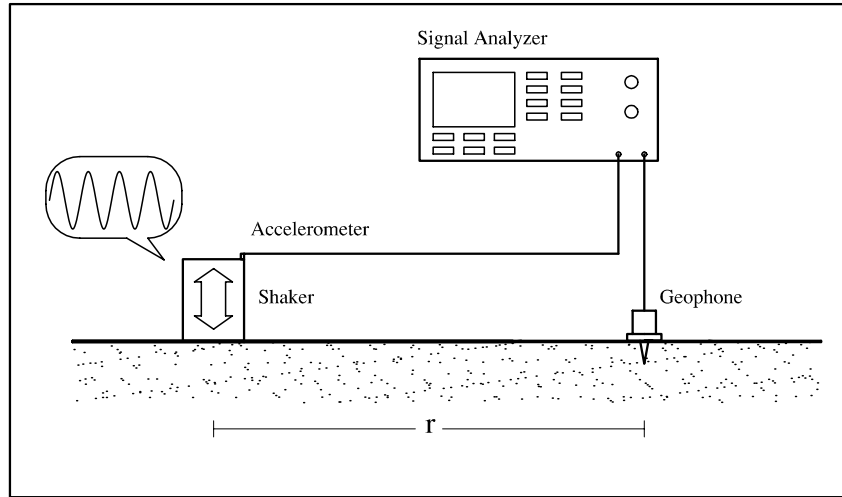 Signal Analyzer
Accelerometer
Shaker
Geophone
r